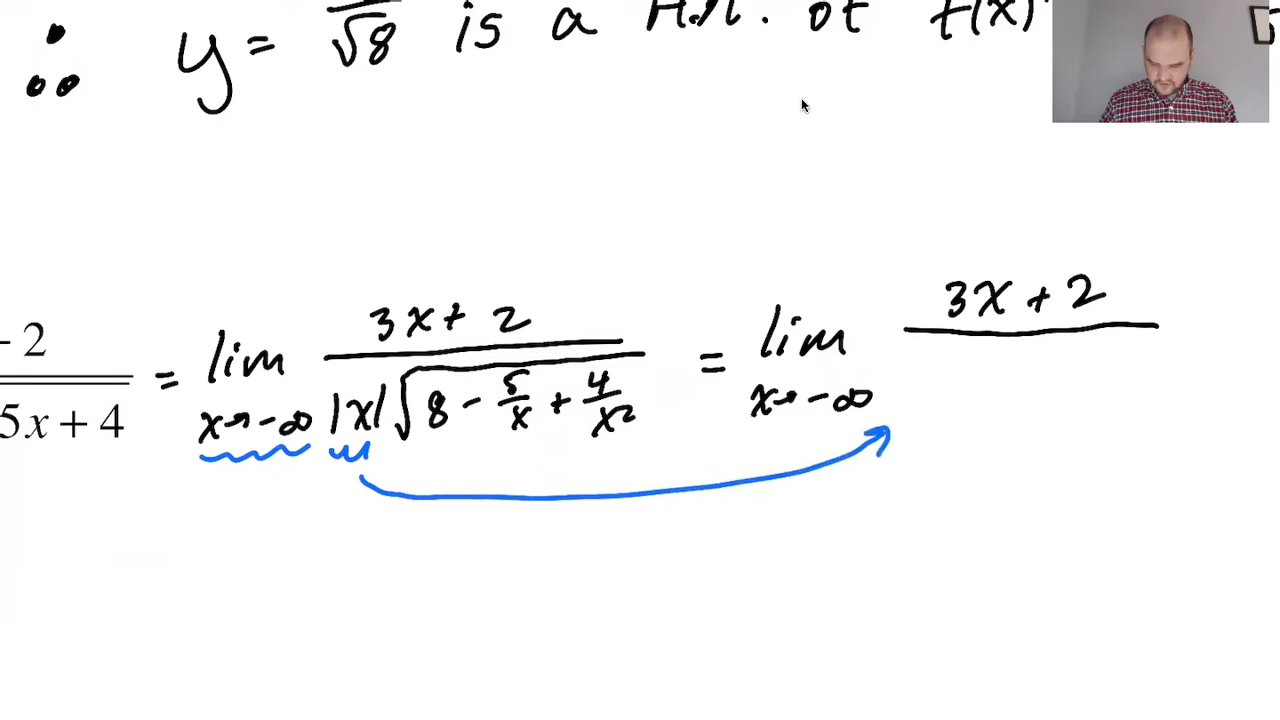 ∴ y = /√8 is a H.A. of f(x)
-2 / 5x + 4 = lim x→-∞ 3x + 2 / |x|√(8 - 5/x + 4/x²) = lim x→-∞ 3x + 2